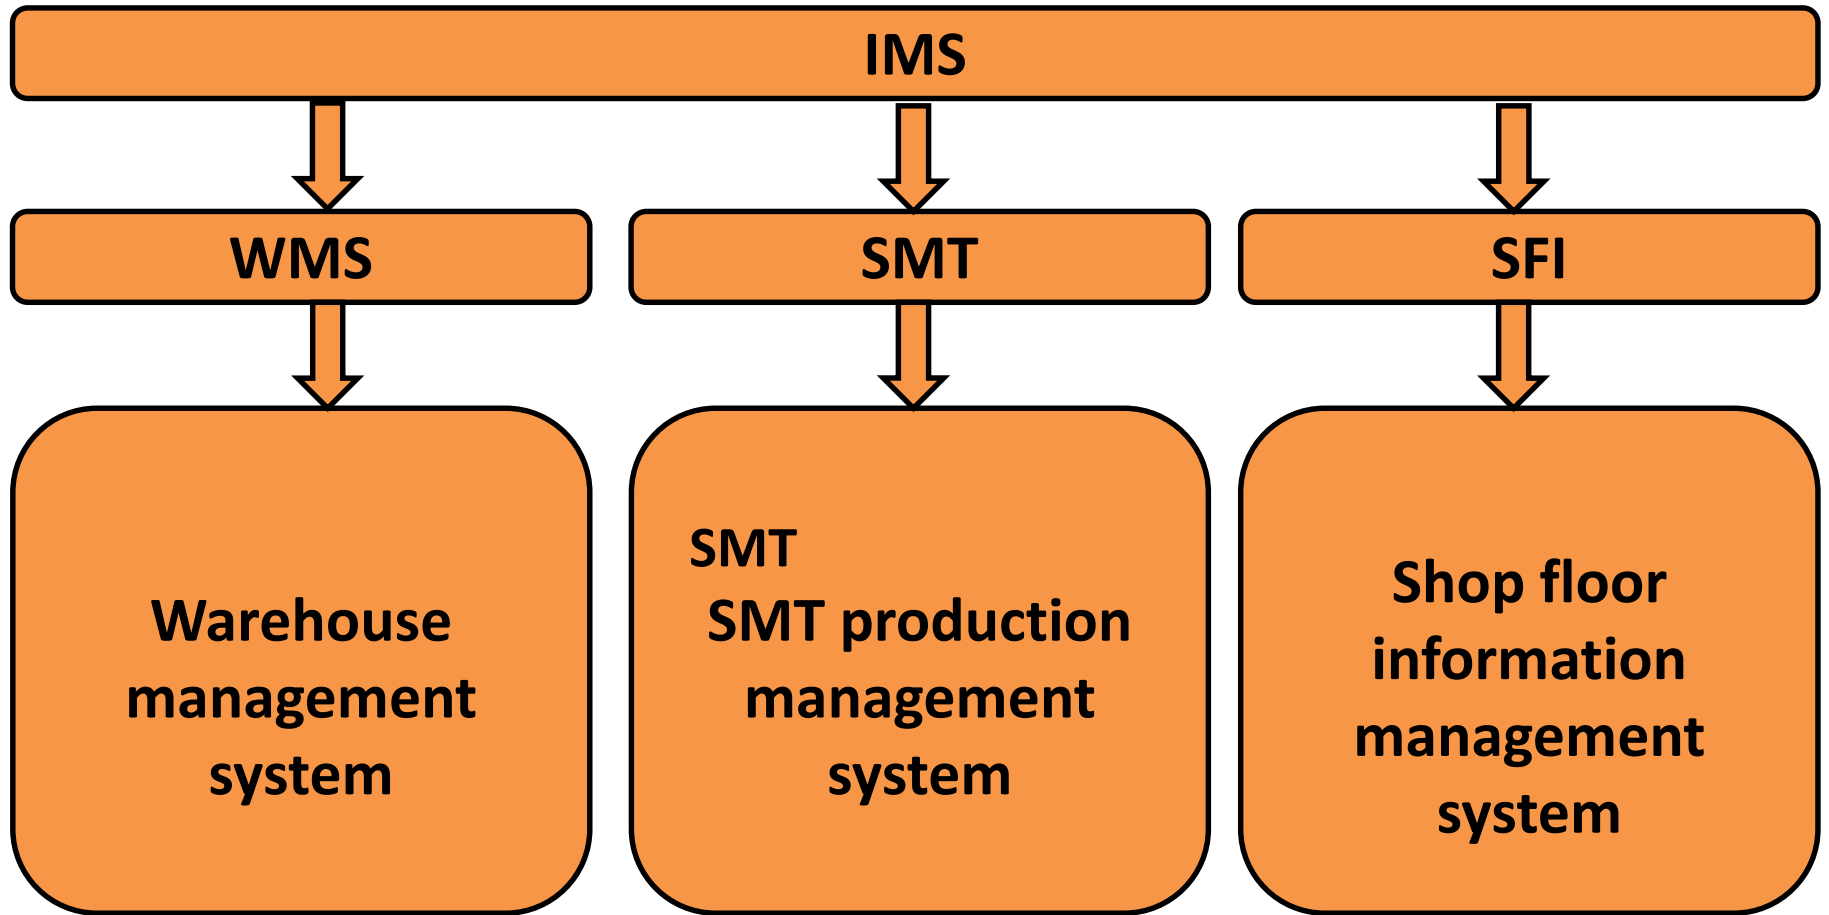 IMS
WMS
SMT
SFI
Warehouse
management
system
SMT
SMT production
management
system
Shop floor
information
management
system